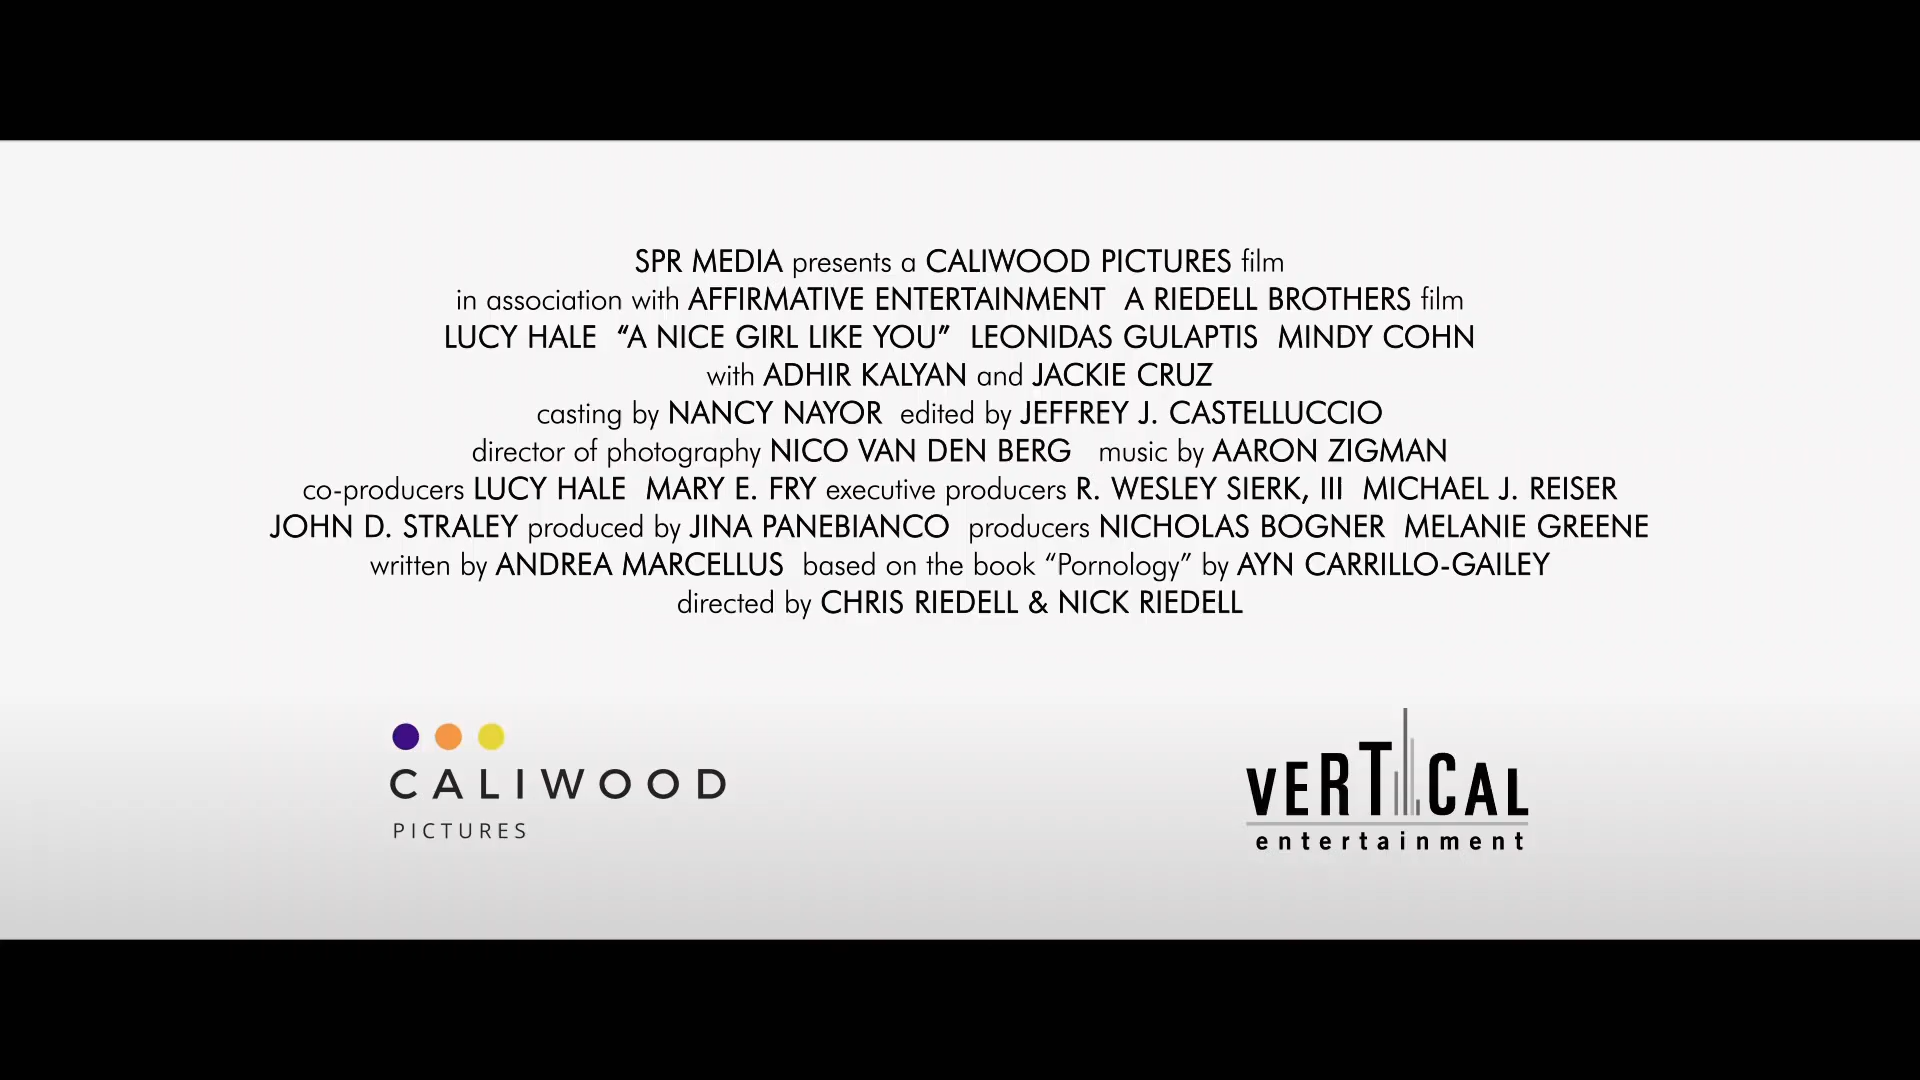 SPR MEDIA presents a CALIWOOD PICTURES film
in association with AFFIRMATIVE ENTERTAINMENT A RIEDELL BROTHERS film
LUCY HALE “A NICE GIRL LIKE YOU” LEONIDAS GULAPTIS MINDY COHN
with ADHIR KALYAN and JACKIE CRUZ
casting by NANCY NAYOR edited by JEFFREY J. CASTELLUCCIO
director of photography NICO VAN DEN BERG music by AARON ZIGMAN
co-producers LUCY HALE MARY E. FRY executive producers R. WESLEY SIERK, III MICHAEL J. REISER
JOHN D. STRALEY produced by JINA PANEBIANCO producers NICHOLAS BOGNER MELANIE GREENE
written by ANDREA MARCELLUS based on the book “Pornology” by AYN CARRILLO-GAILEY
directed by CHRIS RIEDELL & NICK RIEDELL
CALIWOOD
PICTURES
VERTICAL
entertainment